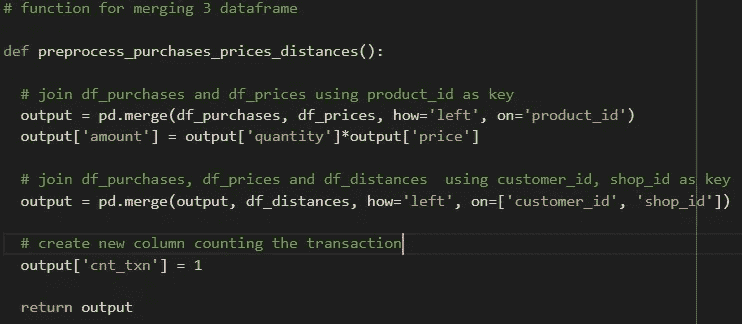 # function for merging 3 dataframe
def preprocess_purchases_prices_distances():
# join df_purchases and df_prices using product_id as key
output = pd.merge(df_purchases, df_prices, how='left', on='product_id')
output['amount'] = output['quantity']*output['price']
# join df_purchases, df_prices and df_distances  using customer_id, shop_id as key
output = pd.merge(output, df_distances, how='left', on=['customer_id', 'shop_id'])
# create new column counting the transaction
output['cnt_txn'] = 1
return output